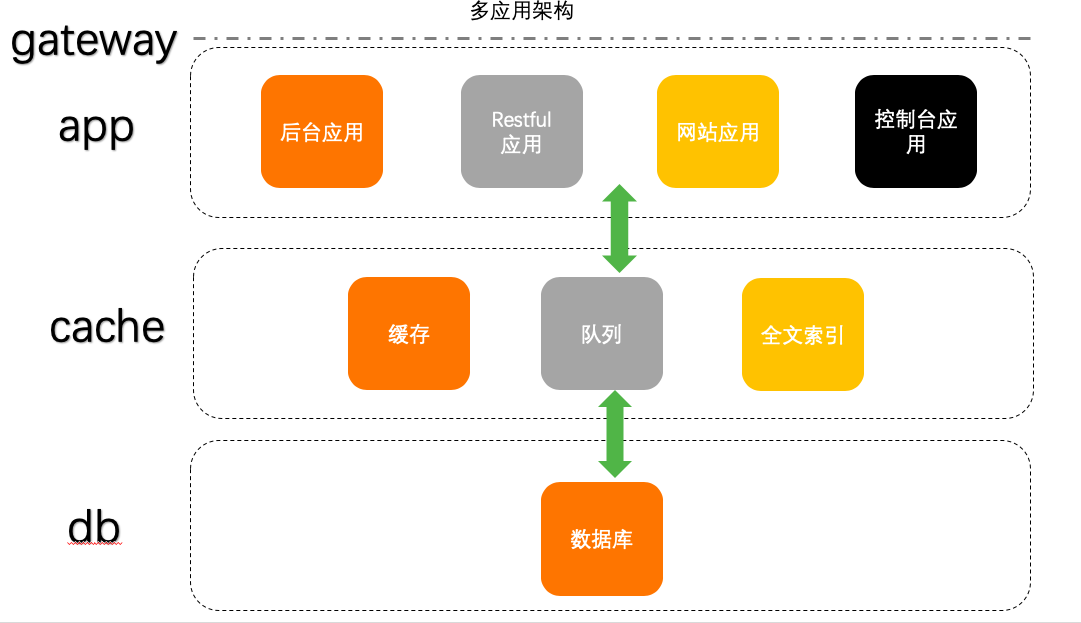 多应用架构
gateway
app
后台应用
Restful
应用
网站应用
控制台应
用
cache
缓存
队列
全文索引
db
数据库